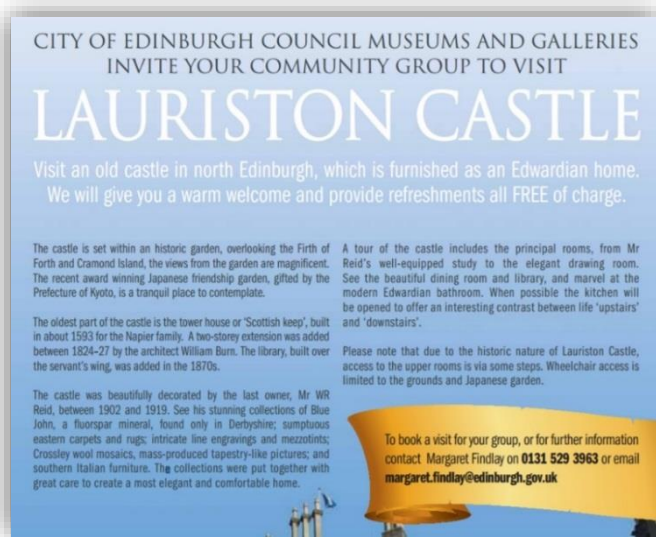 CITY OF EDINBURGH COUNCIL MUSEUMS AND GALLERIES
INVITE YOUR COMMUNITY GROUP TO VISIT
LAURISTON CASTLE
Visit an old castle in north Edinburgh, which is furnished as an Edwardian home.
We will give you a warm welcome and provide refreshments all FREE of charge.
The castle is set within an historic garden, overlooking the Firth of
Forth and Cramond Island, the views from the garden are magnificent.
The recent award winning Japanese friendship garden, gifted by the
Prefecture of Kyoto, is a tranquil place to contemplate.
The oldest part of the castle is the tower house or 'Scottish keep', built
in about 1593 for the Napier family. A two-storey extension was added
between 1824–27 by the architect William Burn. The library, built over
the servant's wing, was added in the 1870s.
The castle was beautifully decorated by the last owner, Mr WR
Reid, between 1902 and 1919. See his stunning collections of Blue
John, a fluorspar mineral, found only in Derbyshire; sumptuous
eastern carpets and rugs; intricate line engravings and mezzotints;
Crossley wool mosaics, mass-produced tapestry-like pictures; and
southern Italian furniture. The collections were put together with
great care to create a most elegant and comfortable home.
A tour of the castle includes the principal rooms, from Mr
Reid's well-equipped study to the elegant drawing room.
See the beautiful dining room and library, and marvel at the
modern Edwardian bathroom. When possible the kitchen will
be opened to offer an interesting contrast between life 'upstairs'
and 'downstairs'.
Please note that due to the historic nature of Lauriston Castle,
access to the upper rooms is via some steps. Wheelchair access is
limited to the grounds and Japanese garden.
To book a visit for your group, or for further information
contact Margaret Findlay on 0131 529 3963 or email
margaret.findlay@edinburgh.gov.uk